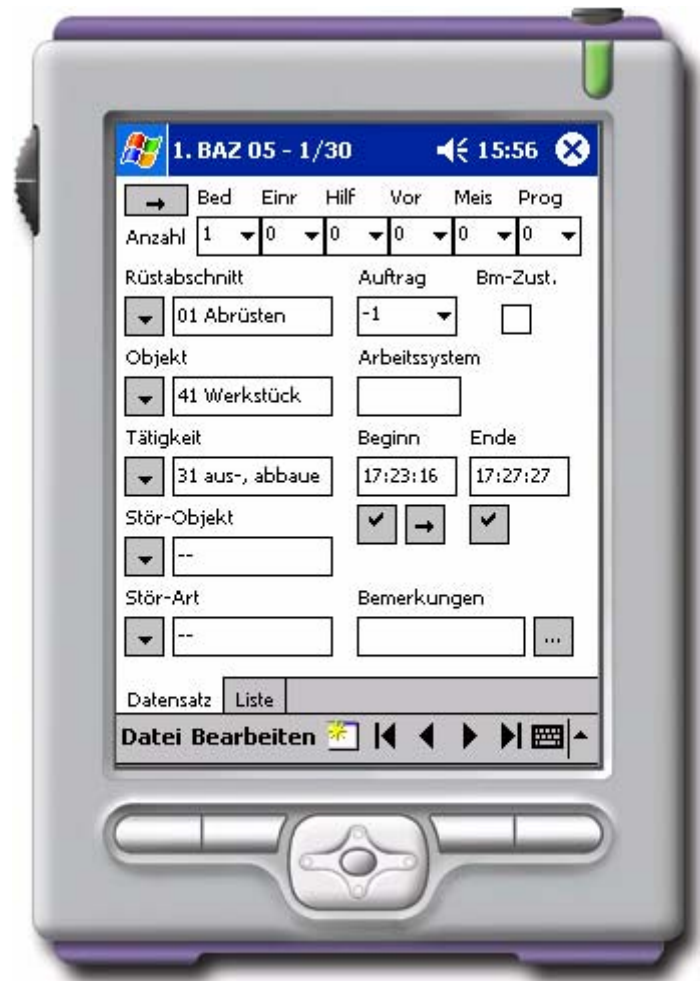 1. BAZ 05 - 1/30 15:56
Bed Einr Hilf Vor Meis Prog
Anzahl 1 0 0 0 0 0
Rüstabschnitt Auftrag Bm-Zust.
01 Abrüsten -1
Objekt Arbeitssystem
41 Werkstück
Tätigkeit Beginn Ende
31 aus-, abbaue 17:23:16 17:27:27
Stör-Objekt
--
Stör-Art Bemerkungen
-- ...
Datensatz Liste
Datei Bearbeiten